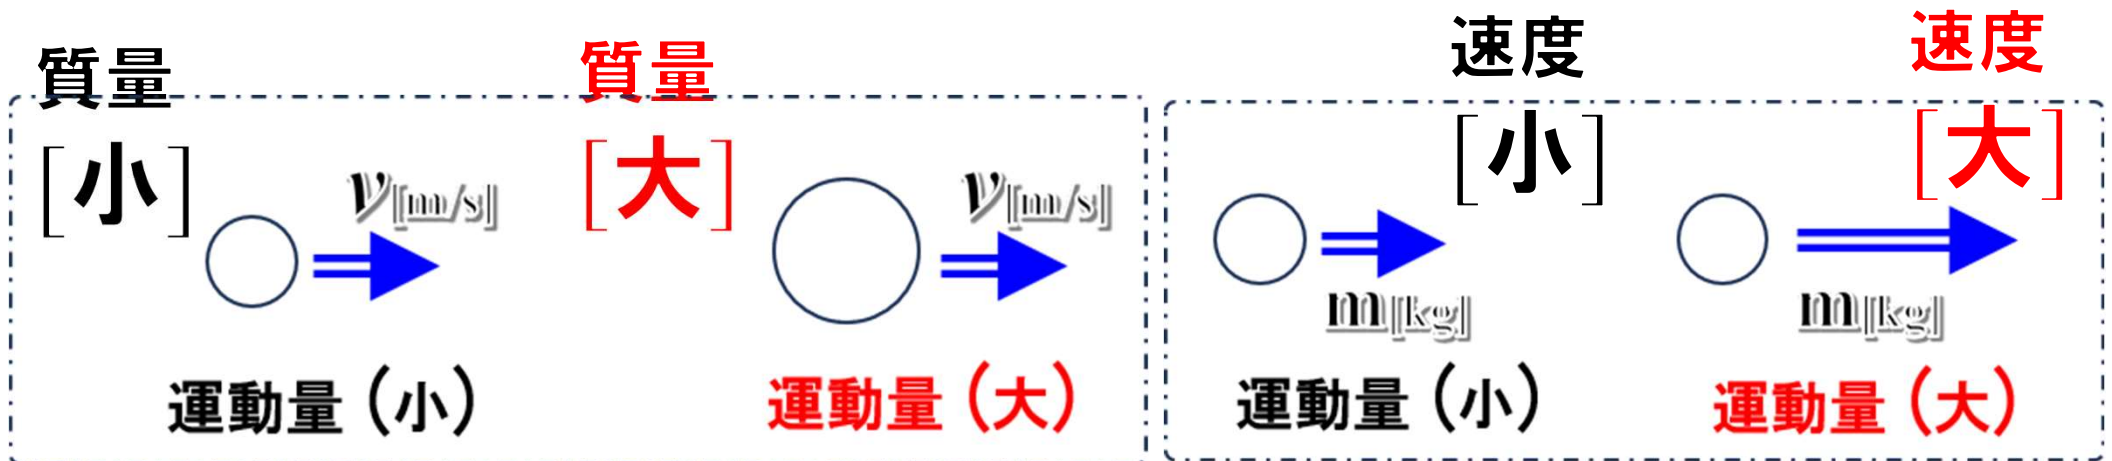 質量
[小]
v[m/s]
運動量(小)
質量
[大]
v[m/s]
運動量(大)
速度
[小]
m[kg]
運動量(小)
速度
[大]
m[kg]
運動量(大)